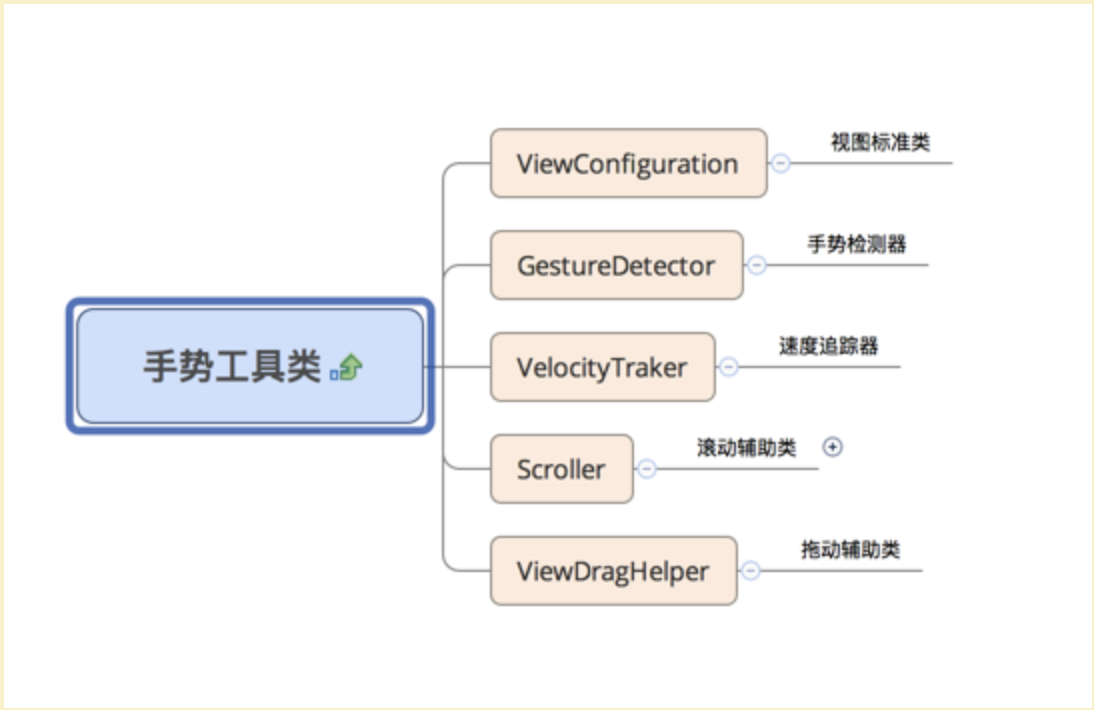 手势工具类
ViewConfiguration
视图标准类
GestureDetector
手势检测器
VelocityTraker
速度追踪器
Scroller
滚动辅助类
ViewDragHelper
拖动辅助类